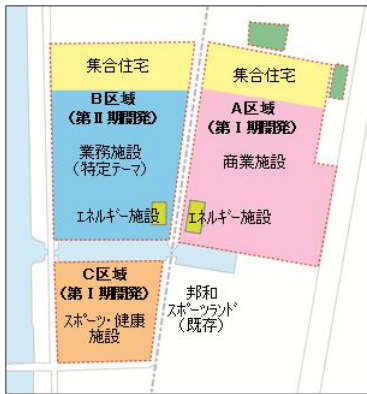 集合住宅
B区域
(第Ⅱ期開発)
業務施設
(特定テーマ)
エネルギー施設
集合住宅
A区域
(第Ⅰ期開発)
商業施設
エネルギー施設
C区域
(第Ⅰ期開発)
スポーツ・健康
施設
邦和
スポーツランド
(既存)